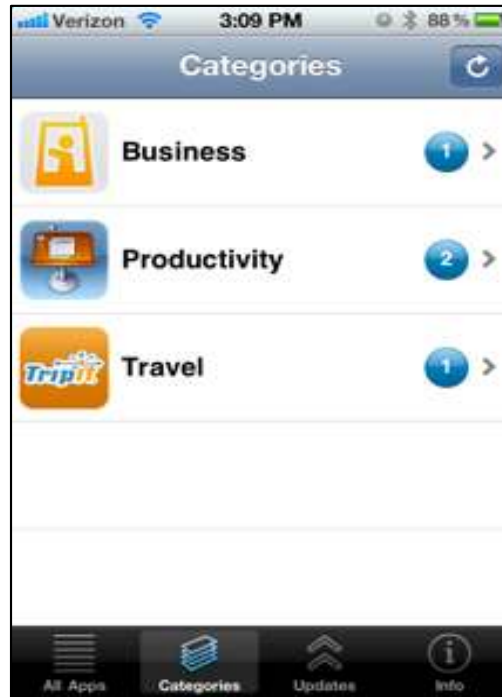 Verizon 3:09 PM 88%
Categories
Business 1
Productivity 2
TripIt Travel 1
All Apps Categories Updates Info